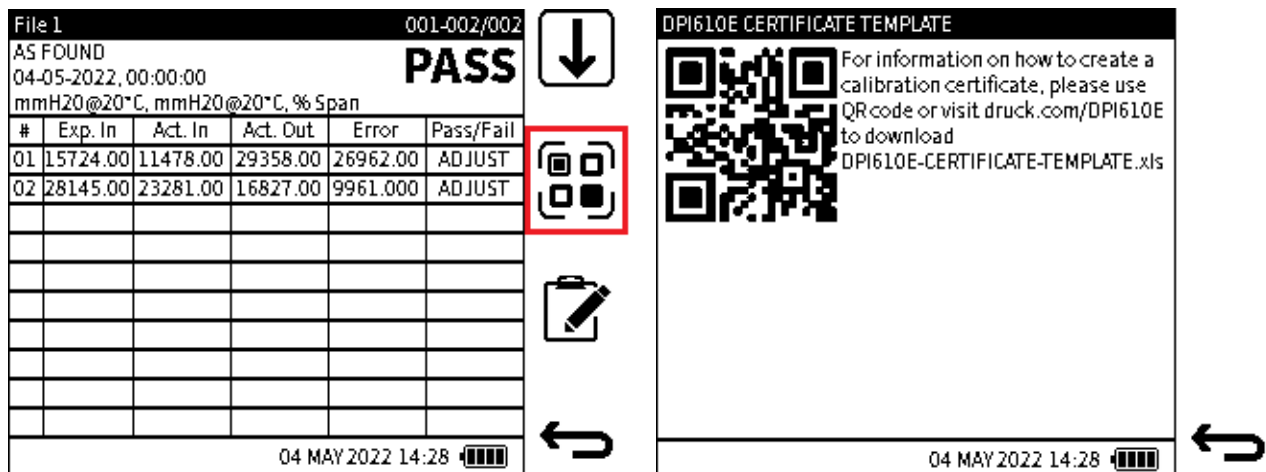 File 1 001-002/002
AS FOUND
04-05-2022, 00:00:00
PASS
mmH20@20°C, mmH20@20°C, % Span
# Exp. In Act. In Act. Out Error Pass/Fail
01 15724.00 11478.00 29358.00 26962.00 ADJUST
02 28145.00 23281.00 16827.00 9961.000 ADJUST
04 MAY 2022 14:28
DPI610E CERTIFICATE TEMPLATE
For information on how to create a
calibration certificate, please use
QR code or visit druck.com/DPI610E
to download
DPI610E-CERTIFICATE-TEMPLATE.xls
04 MAY 2022 14:28